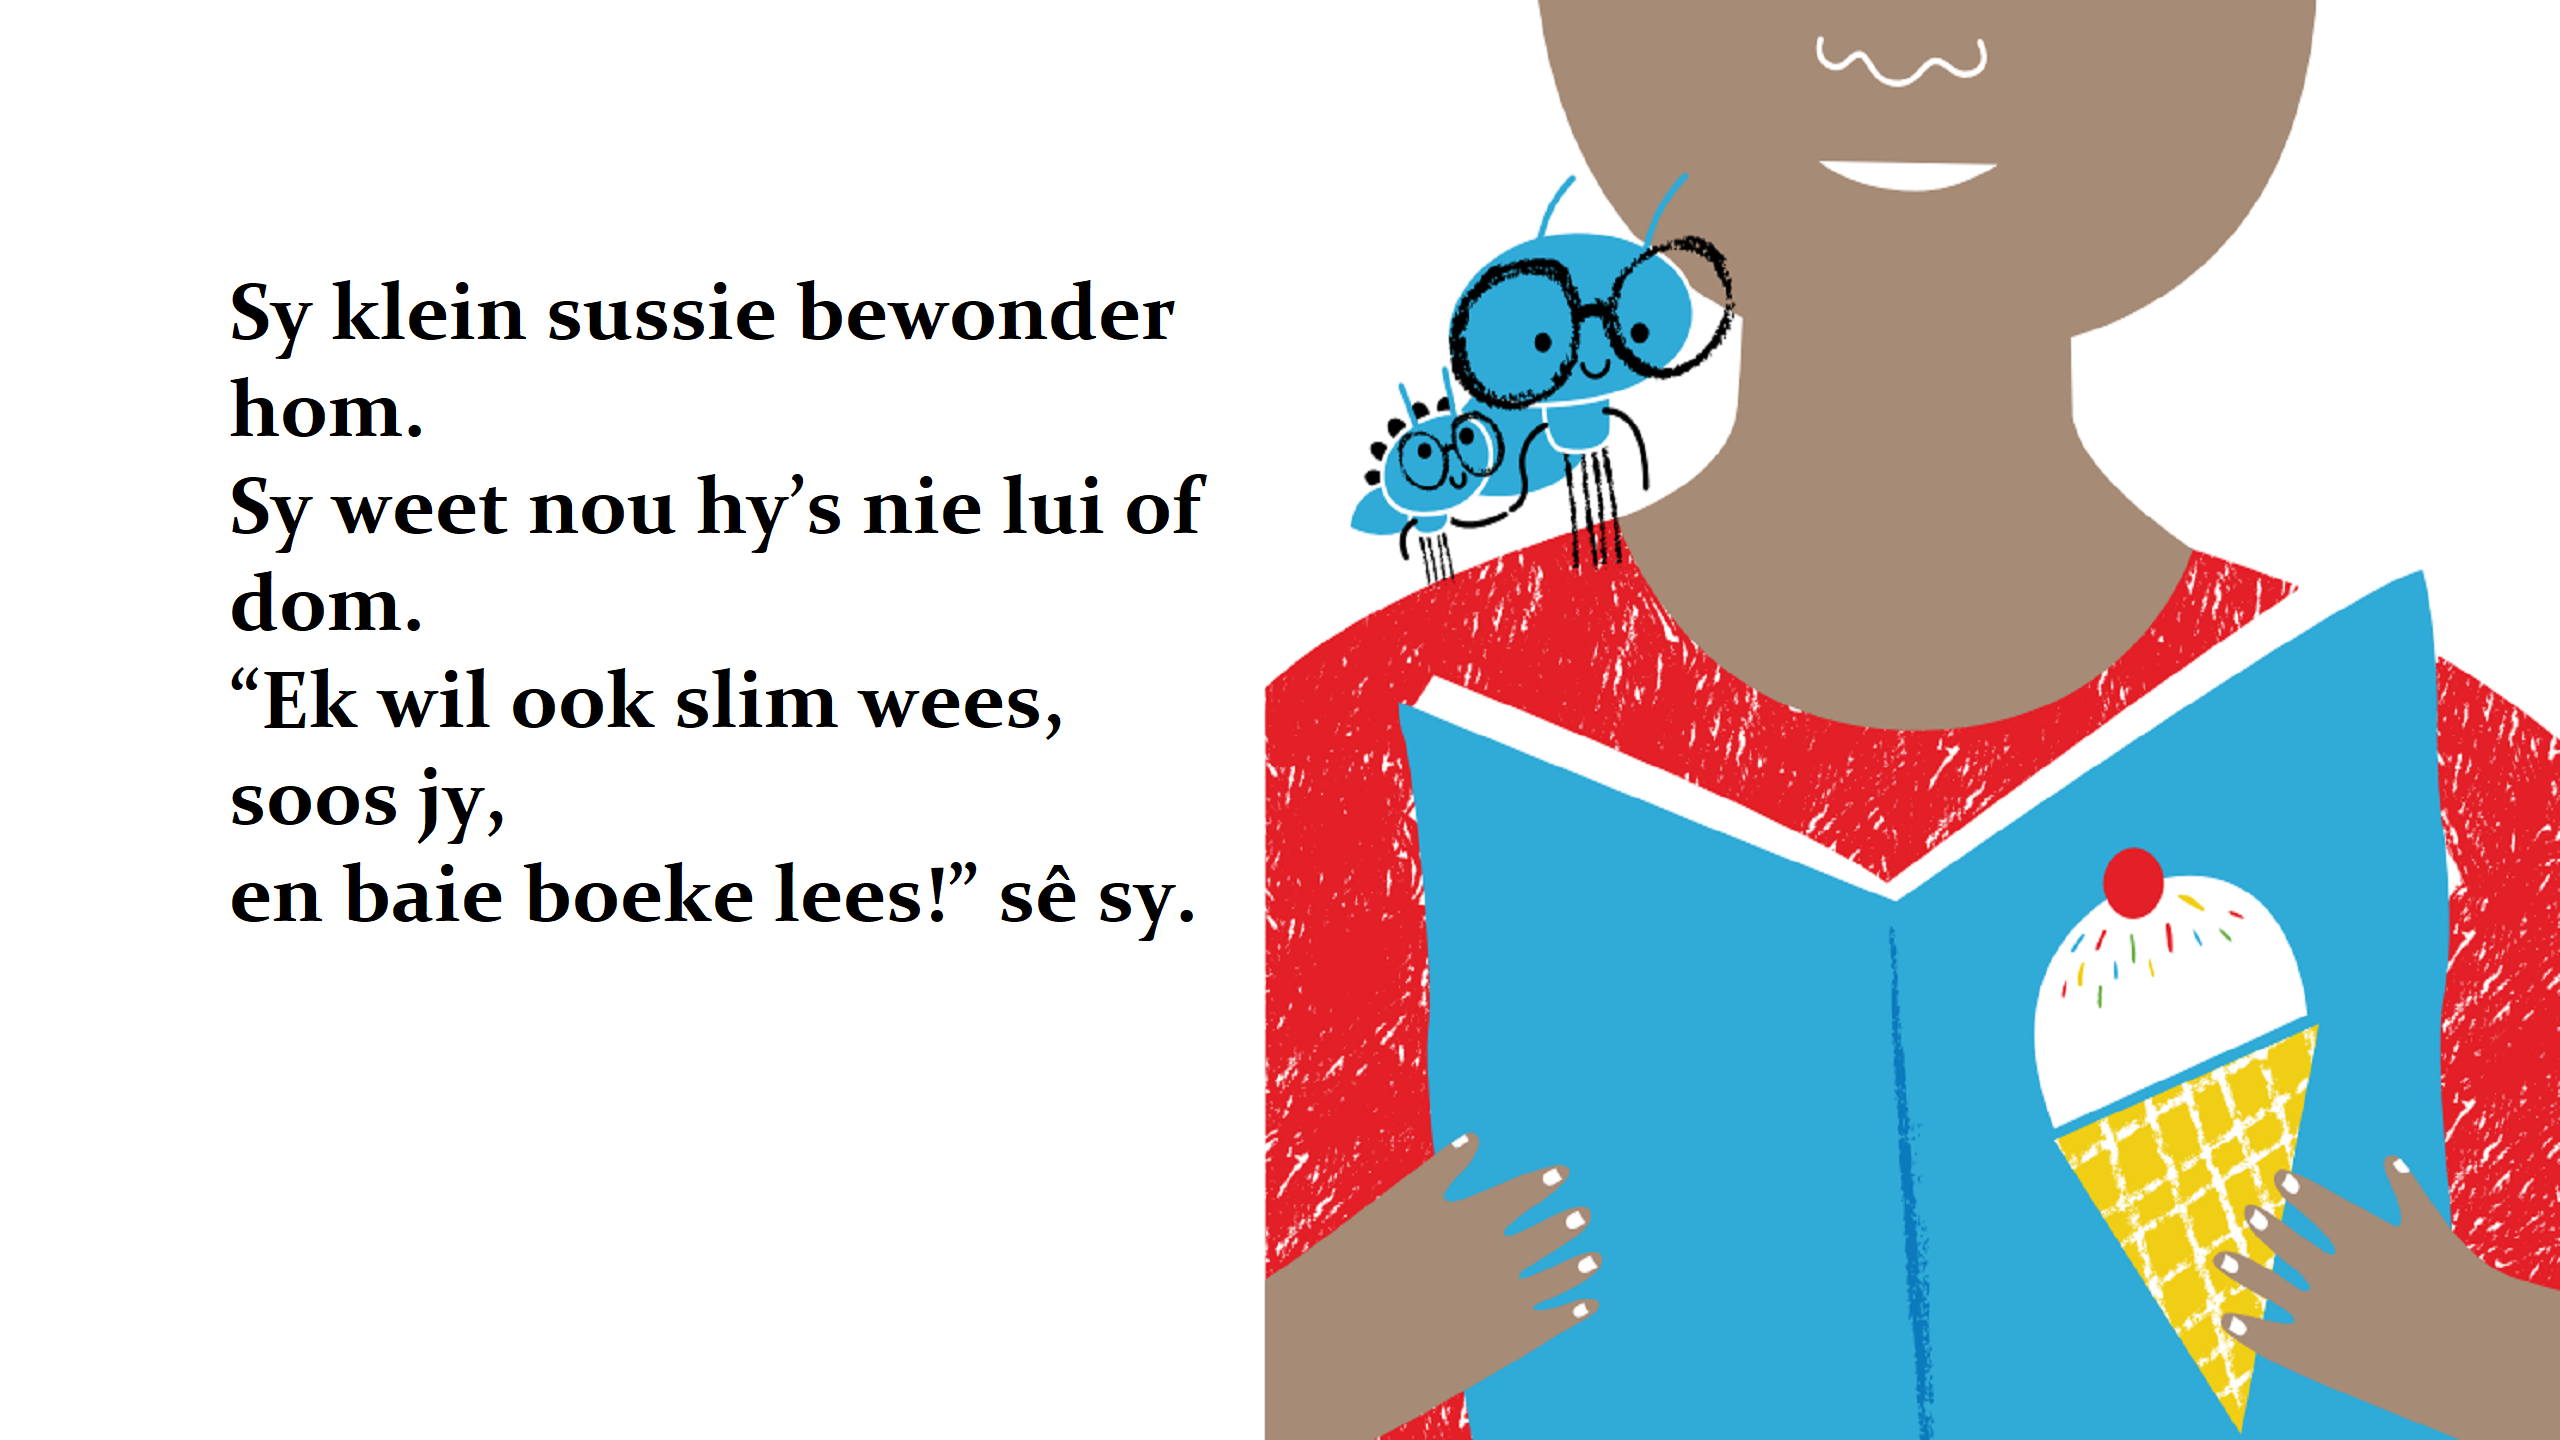 Sy klein sussie bewonder
hom.
Sy weet nou hy’s nie lui of
dom.
“Ek wil ook slim wees,
soos jy,
en baie boeke lees!” sê sy.